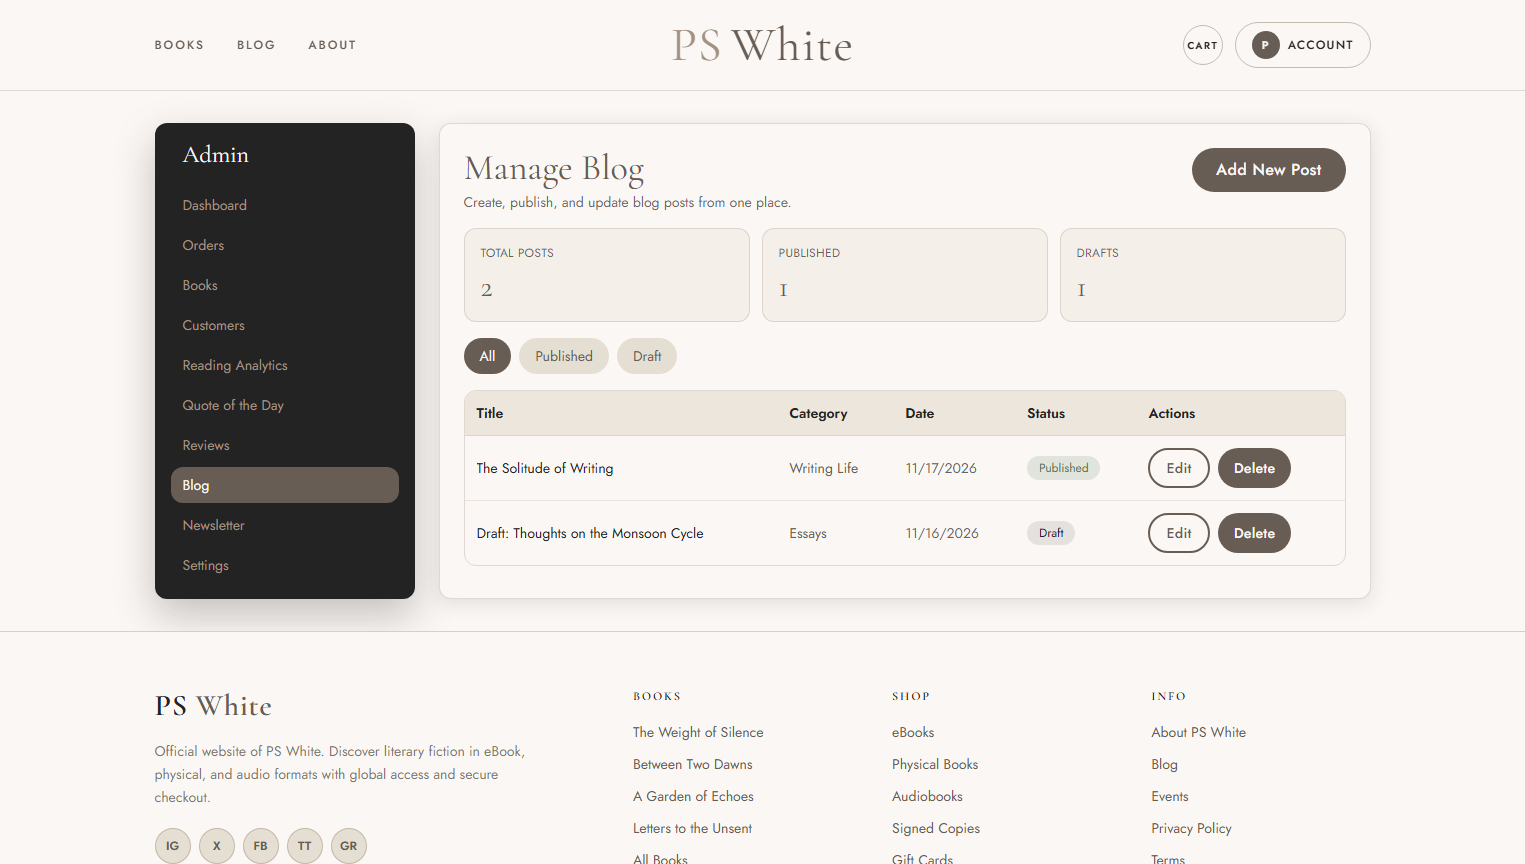 BOOKS BLOG ABOUT
PS White
CART
P ACCOUNT
Admin
Dashboard
Orders
Books
Customers
Reading Analytics
Quote of the Day
Reviews
Blog
Newsletter
Settings
Manage Blog
Create, publish, and update blog posts from one place.
Add New Post
TOTAL POSTS
2
PUBLISHED
1
DRAFTS
1
All Published Draft
Title Category Date Status Actions
The Solitude of Writing Writing Life 11/17/2026 Published Edit Delete
Draft: Thoughts on the Monsoon Cycle Essays 11/16/2026 Draft Edit Delete
PS White
Official website of PS White. Discover literary fiction in eBook,
physical, and audio formats with global access and secure
checkout.
IG X FB TT GR
BOOKS
The Weight of Silence
Between Two Dawns
A Garden of Echoes
Letters to the Unsent
All Books
SHOP
eBooks
Physical Books
Audiobooks
Signed Copies
Gift Cards
INFO
About PS White
Blog
Events
Privacy Policy
Terms